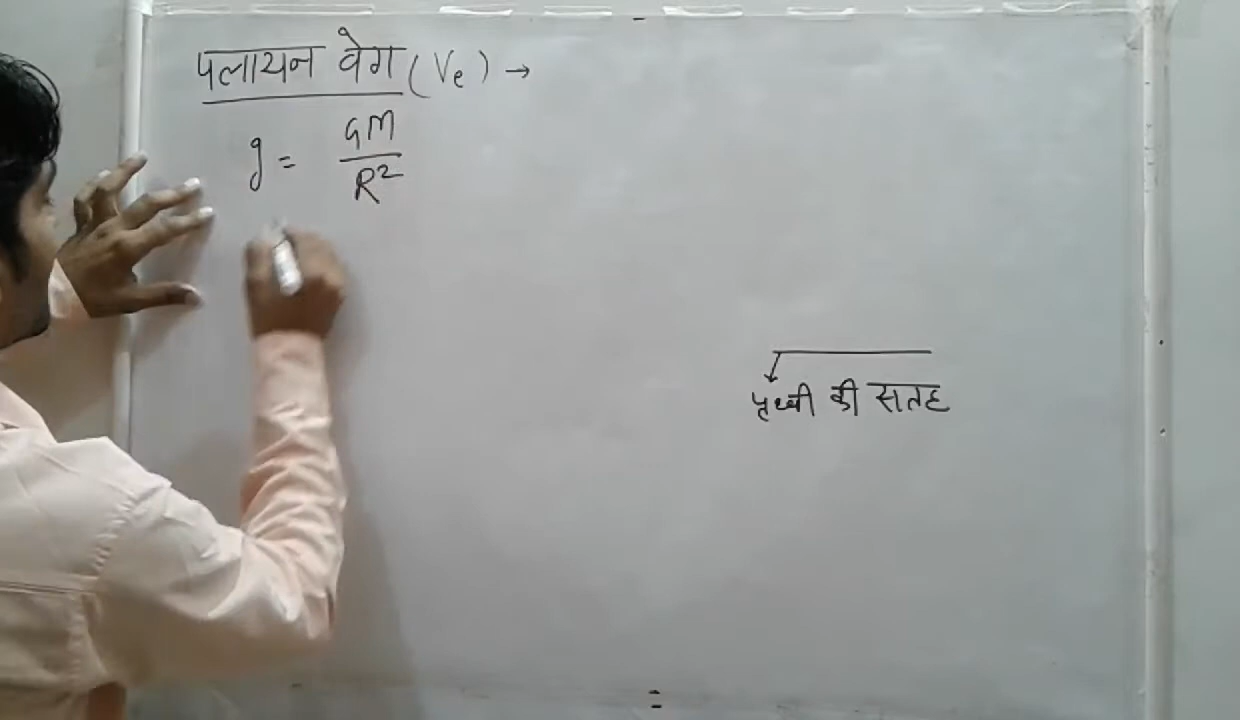 पलायन वेग (Ve) →
g = GM/R²
पृथ्वी की सतह